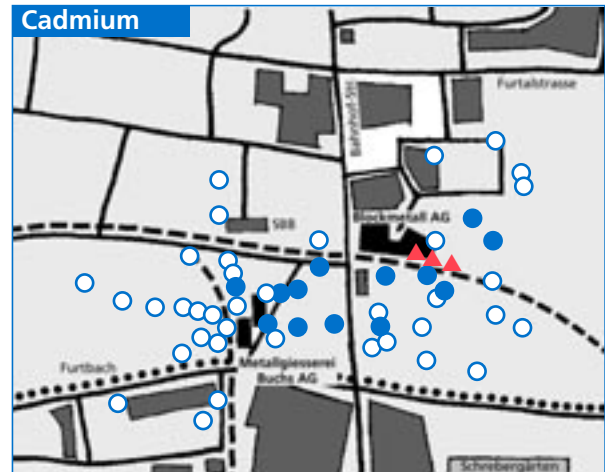 Cadmium
Furtalstrasse
Bahnhof-Str.
Blockmetall AG
SBB
Furtbach
Metallgiesserei
Buchs AG
Schrebergärten